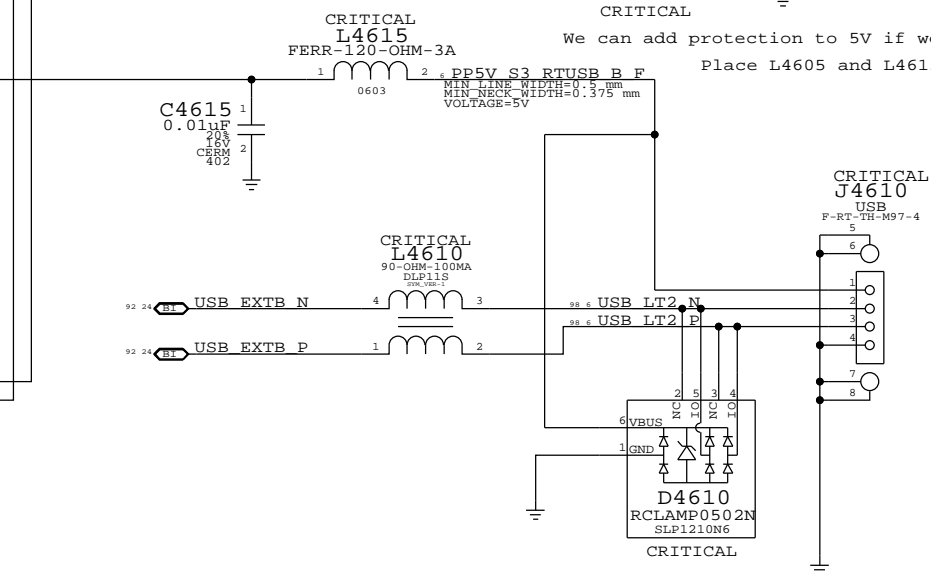 CRITICAL
We can add protection to 5V if w
Place L4605 and L461
CRITICAL
L4615
FERR-120-OHM-3A
1 2
0603
6 PP5V_S3_RTUSB_B_F
MIN_LINE_WIDTH=0.5 mm
MIN_NECK_WIDTH=0.375 mm
VOLTAGE=5V
C4615
0.01uF
20%
16V
CERM
402
1
2
CRITICAL
J4610
USB
F-RT-TH-M97-4
5
6
1
2
3
4
7
8
CRITICAL
L4610
90-OHM-100MA
DLP11S
SYM_VER-1
92 24 BI USB_EXTB_N
4 3
98 6 USB_LT2_N
98 6 USB_LT2_P
92 24 BI USB_EXTB_P
1 2
2 5 3 4
NC IO NC IO
6 VBUS
1 GND
D4610
RCLAMP0502N
SLP1210N6
CRITICAL